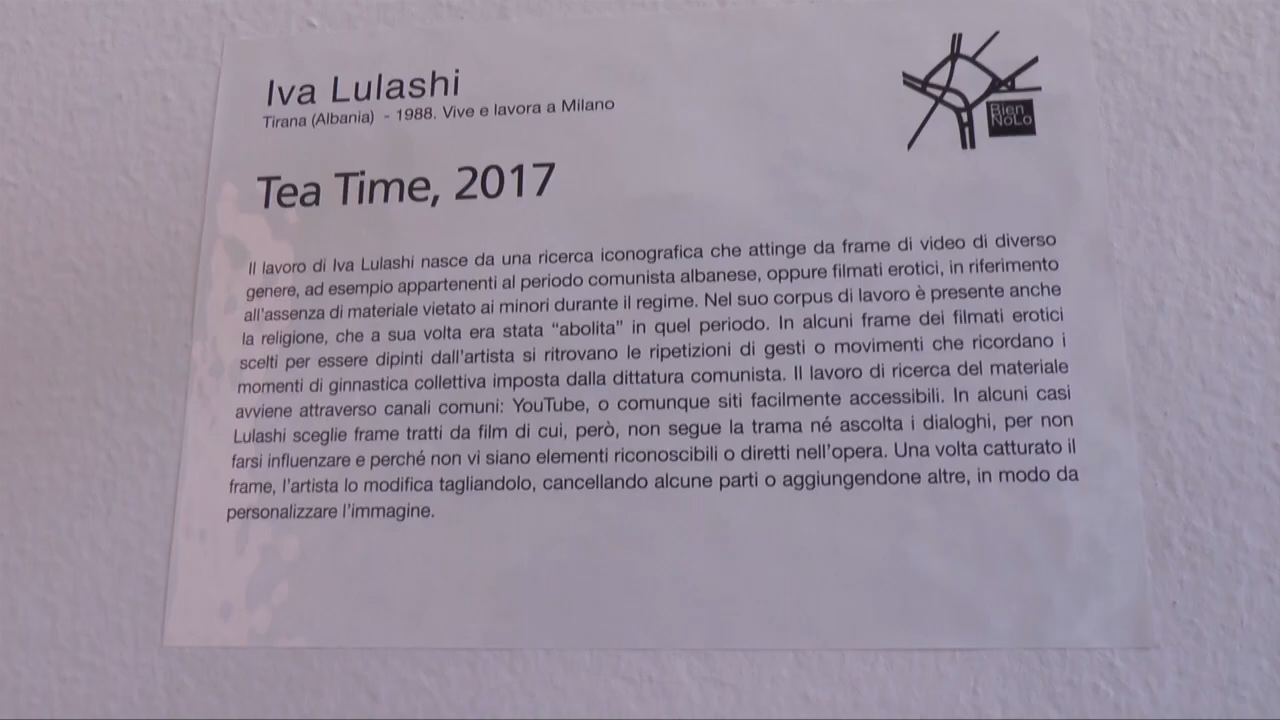 Iva Lulashi
Tirana (Albania) - 1988. Vive e lavora a Milano
Bien
NoLo
Tea Time, 2017
Il lavoro di Iva Lulashi nasce da una ricerca iconografica che attinge da frame di video di diverso
genere, ad esempio appartenenti al periodo comunista albanese, oppure filmati erotici, in riferimento
all'assenza di materiale vietato ai minori durante il regime. Nel suo corpus di lavoro è presente anche
la religione, che a sua volta era stata “abolita” in quel periodo. In alcuni frame dei filmati erotici
scelti per essere dipinti dall'artista si ritrovano le ripetizioni di gesti o movimenti che ricordano i
momenti di ginnastica collettiva imposta dalla dittatura comunista. Il lavoro di ricerca del materiale
avviene attraverso canali comuni: YouTube, o comunque siti facilmente accessibili. In alcuni casi
Lulashi sceglie frame tratti da film di cui, però, non segue la trama né ascolta i dialoghi, per non
farsi influenzare e perché non vi siano elementi riconoscibili o diretti nell'opera. Una volta catturato il
frame, l'artista lo modifica tagliandolo, cancellando alcune parti o aggiungendone altre, in modo da
personalizzare l'immagine.